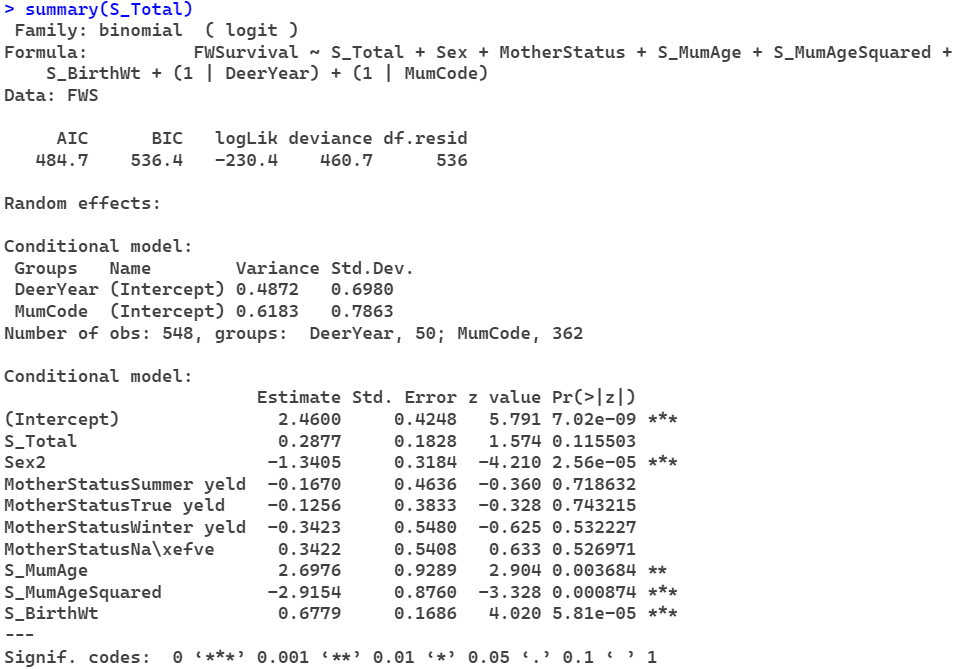 > summary(S_Total)
 Family: binomial  ( logit )
Formula:          FWSurvival ~ S_Total + Sex + MotherStatus + S_MumAge + S_MumAgeSquared +
    S_BirthWt + (1 | DeerYear) + (1 | MumCode)
Data: FWS

     AIC      BIC   logLik deviance df.resid
   484.7    536.4   -230.4    460.7      536

Random effects:

Conditional model:
 Groups   Name        Variance Std.Dev.
 DeerYear (Intercept) 0.4872   0.6980
 MumCode  (Intercept) 0.6183   0.7863
Number of obs: 548, groups:  DeerYear, 50; MumCode, 362

Conditional model:
                         Estimate Std. Error z value Pr(>|z|)
(Intercept)                2.4600     0.4248   5.791 7.02e-09 ***
S_Total                    0.2877     0.1828   1.574 0.115503
Sex2                      -1.3405     0.3184  -4.210 2.56e-05 ***
MotherStatusSummer yeld   -0.1670     0.4636  -0.360 0.718632
MotherStatusTrue yeld     -0.1256     0.3833  -0.328 0.743215
MotherStatusWinter yeld   -0.3423     0.5480  -0.625 0.532227
MotherStatusNa\xefve       0.3422     0.5408   0.633 0.526971
S_MumAge                   2.6976     0.9289   2.904 0.003684 **
S_MumAgeSquared           -2.9154     0.8760  -3.328 0.000874 ***
S_BirthWt                  0.6779     0.1686   4.020 5.81e-05 ***
---
Signif. codes:  0 ‘***’ 0.001 ‘**’ 0.01 ‘*’ 0.05 ‘.’ 0.1 ‘ ’ 1